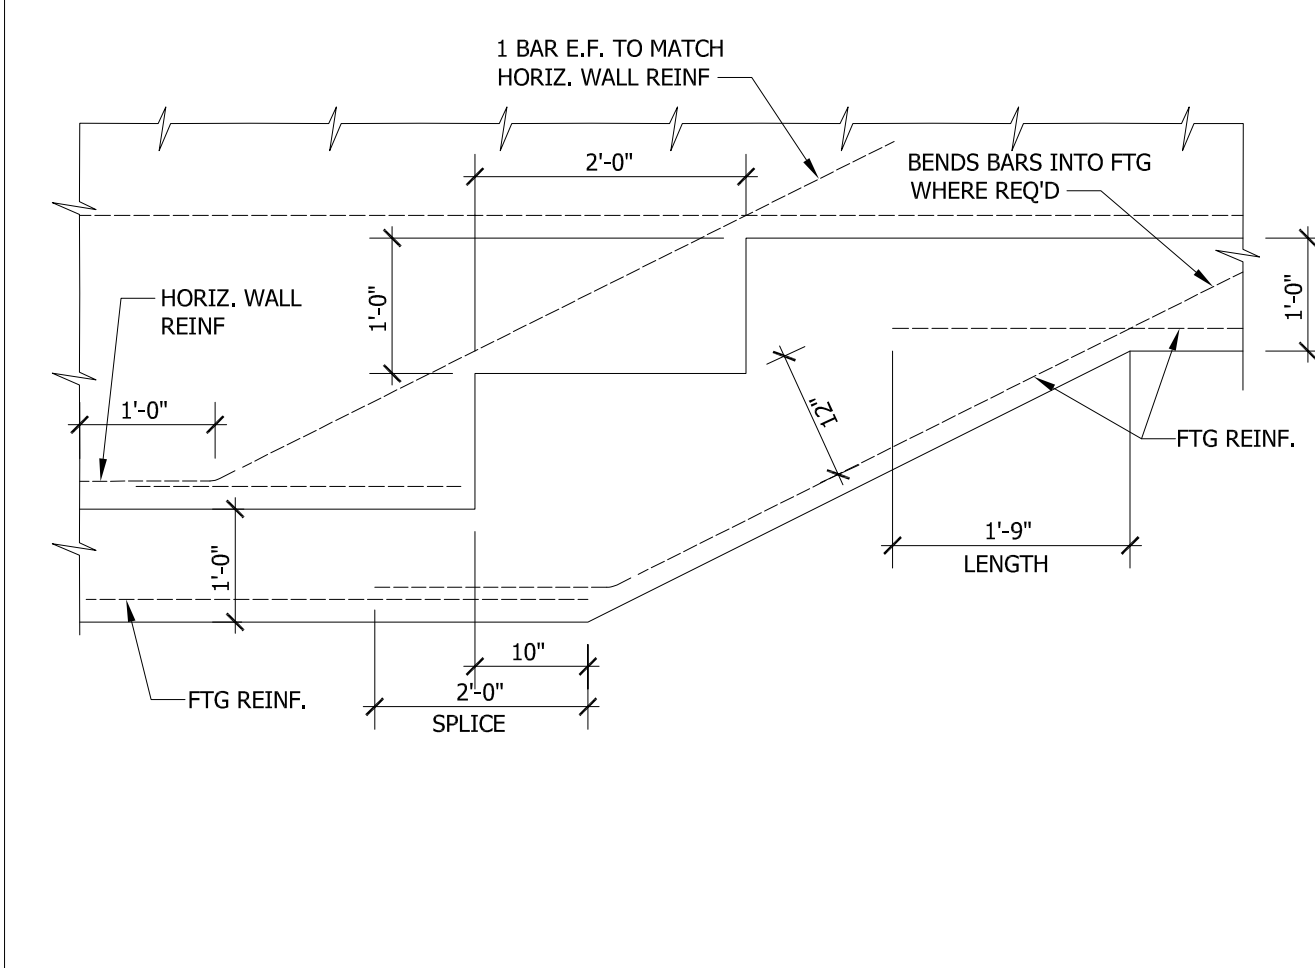 1 BAR E.F. TO MATCH
HORIZ. WALL REINF
2'-0"
BENDS BARS INTO FTG
WHERE REQ'D
HORIZ. WALL
REINF
1'-0"
1'-0"
1'-0"
12"
FTG REINF.
1'-9"
LENGTH
1'-0"
10"
2'-0"
SPLICE
FTG REINF.